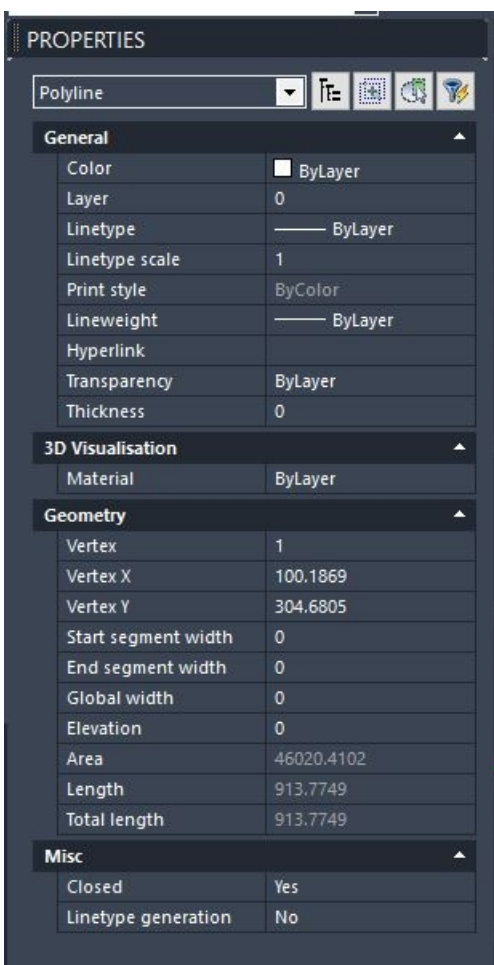 PROPERTIES
Polyline
General
Color ByLayer
Layer 0
Linetype ByLayer
Linetype scale 1
Print style ByColor
Lineweight ByLayer
Hyperlink
Transparency ByLayer
Thickness 0
3D Visualisation
Material ByLayer
Geometry
Vertex 1
Vertex X 100.1869
Vertex Y 304.6805
Start segment width 0
End segment width 0
Global width 0
Elevation 0
Area 46020.4102
Length 913.7749
Total length 913.7749
Misc
Closed Yes
Linetype generation No